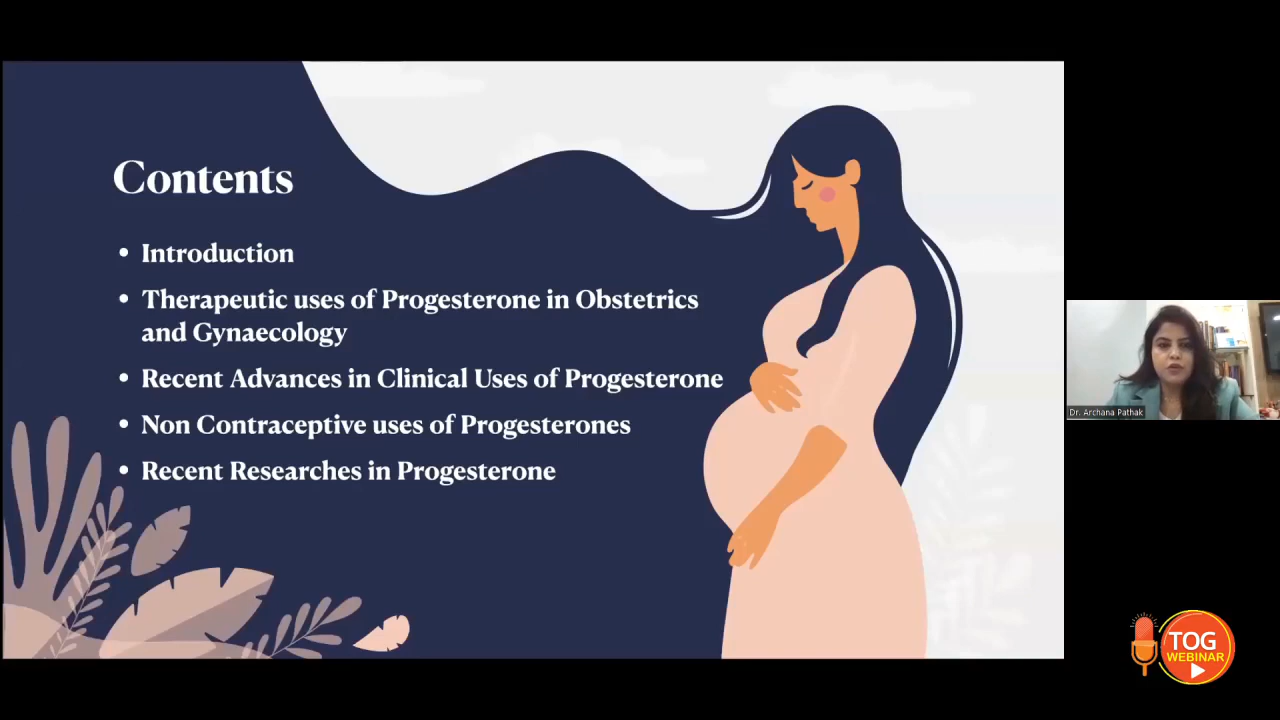 Contents
• Introduction
• Therapeutic uses of Progesterone in Obstetrics
and Gynaecology
• Recent Advances in Clinical Uses of Progesterone
• Non Contraceptive uses of Progesterones
• Recent Researches in Progesterone
Dr. Archana Pathak
TOG
WEBINAR